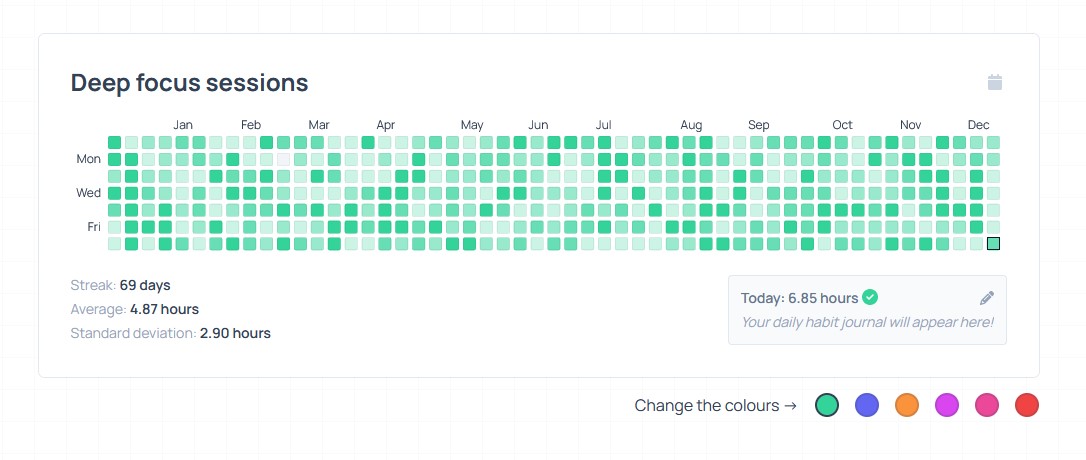 Deep focus sessions
Jan Feb Mar Apr May Jun Jul Aug Sep Oct Nov Dec
Mon
Wed
Fri
Streak: 69 days
Average: 4.87 hours
Standard deviation: 2.90 hours
Today: 6.85 hours
Your daily habit journal will appear here!
Change the colours →